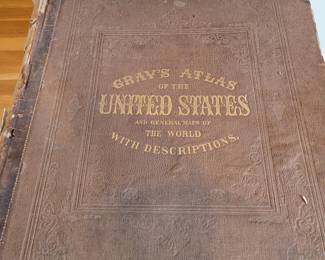 GRAY'S ATLAS
OF THE
UNITED STATES
AND GENERAL MAPS OF
THE WORLD
WITH DESCRIPTIONS.